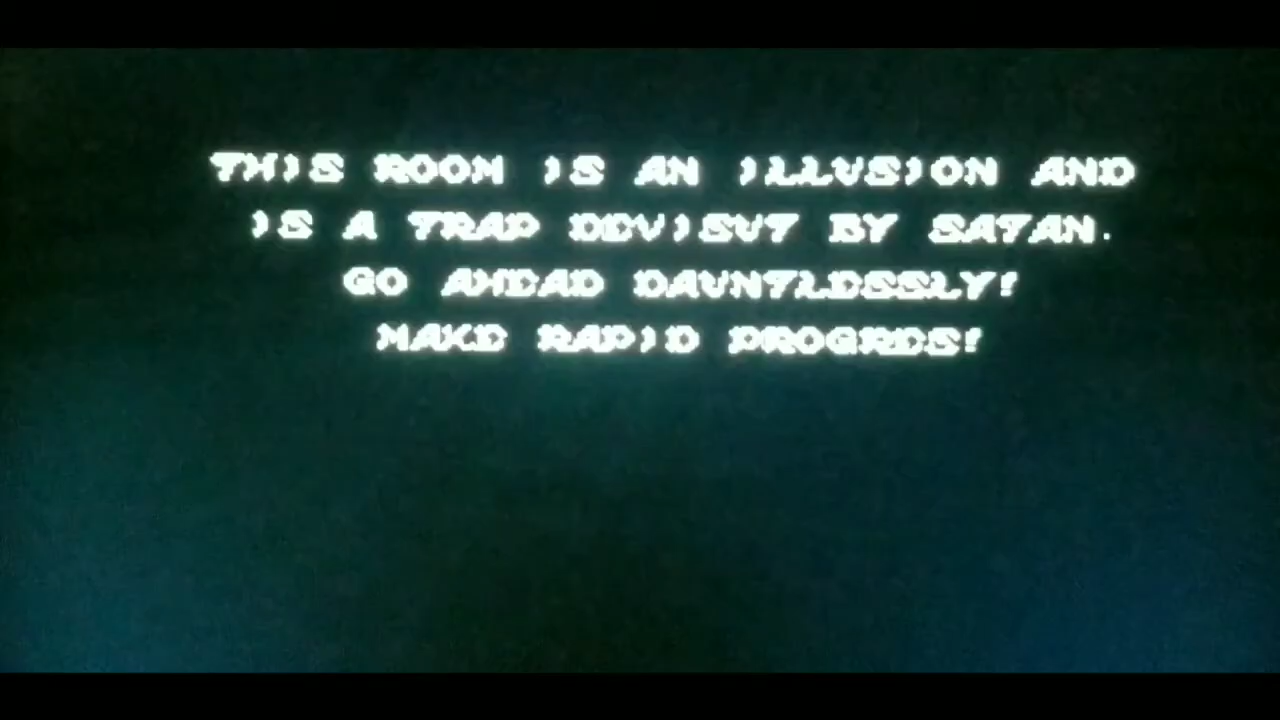 THIS ROOM IS AN ILLUSION AND
IS A TRAP DEVISUT BY SATAN.
GO AHEAD DAUNTLESSLY!
MAKE RAPID PROGRES!